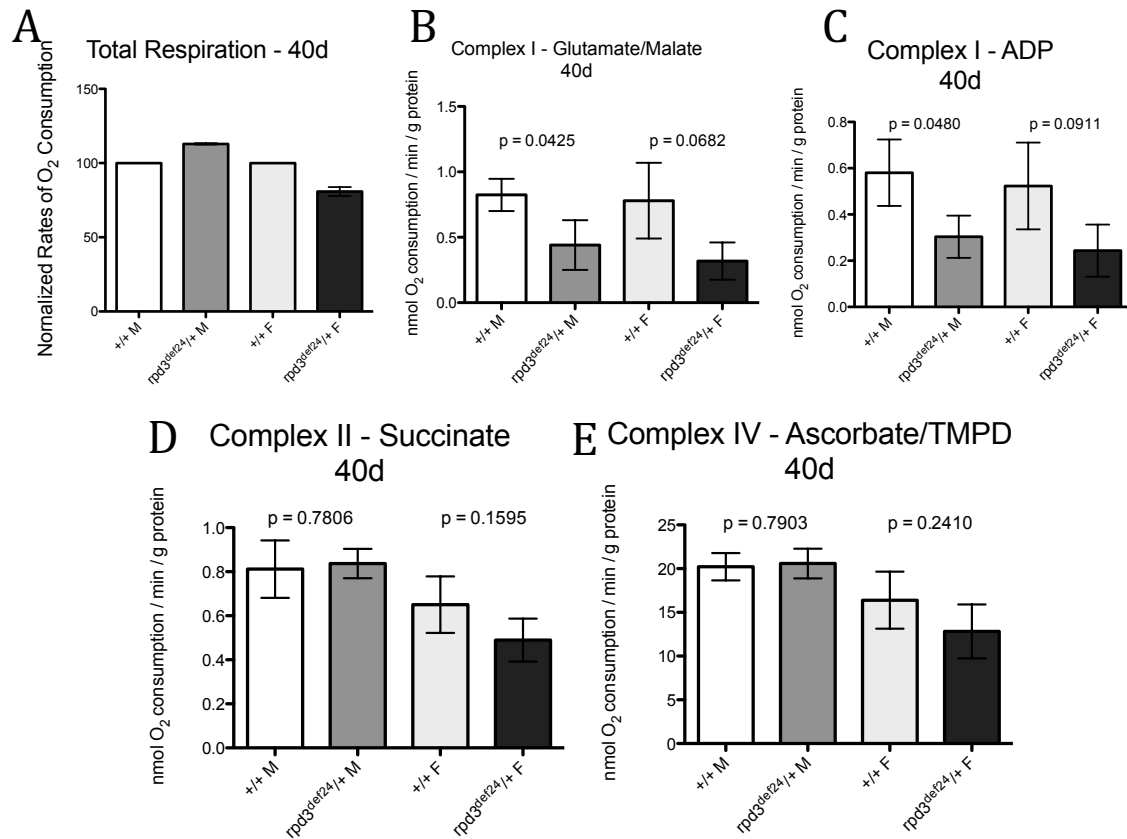 A
Total Respiration - 40d
Normalized Rates of O₂ Consumption
150
100
50
0
+/+ M
rpd3ᵈᵉᶠ²⁴/+ M
+/+ F
rpd3ᵈᵉᶠ²⁴/+ F
B
Complex I - Glutamate/Malate
40d
nmol O₂ consumption / min / g protein
1.5
1.0
0.5
0.0
p = 0.0425
p = 0.0682
+/+ M
rpd3ᵈᵉᶠ²⁴/+ M
+/+ F
rpd3ᵈᵉᶠ²⁴/+ F
C
Complex I - ADP
40d
nmol O₂ consumption / min / g protein
0.8
0.6
0.4
0.2
0.0
p = 0.0480
p = 0.0911
+/+ M
rpd3ᵈᵉᶠ²⁴/+ M
+/+ F
rpd3ᵈᵉᶠ²⁴/+ F
D
Complex II - Succinate
40d
nmol O₂ consumption / min / g protein
1.0
0.8
0.6
0.4
0.2
0.0
p = 0.7806
p = 0.1595
+/+ M
rpd3ᵈᵉᶠ²⁴/+ M
+/+ F
rpd3ᵈᵉᶠ²⁴/+ F
E
Complex IV - Ascorbate/TMPD
40d
nmol O₂ consumption / min / g protein
25
20
15
10
5
0
p = 0.7903
p = 0.2410
+/+ M
rpd3ᵈᵉᶠ²⁴/+ M
+/+ F
rpd3ᵈᵉᶠ²⁴/+ F